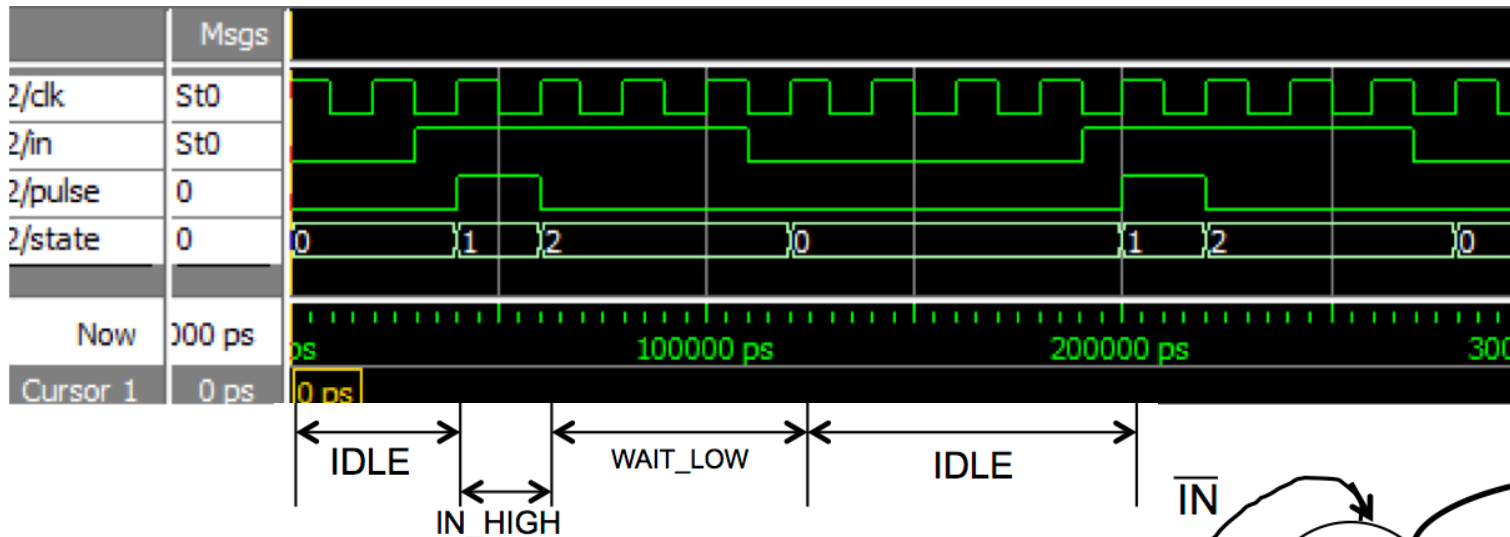 Msgs
2/clk St0
2/in St0
2/pulse 0
2/state 0 0 1 2 0 1 2 0
Now 000 ps ps 100000 ps 200000 ps 300
Cursor 1 0 ps 0 ps
IDLE WAIT_LOW IDLE
IN_HIGH
I̅N̅